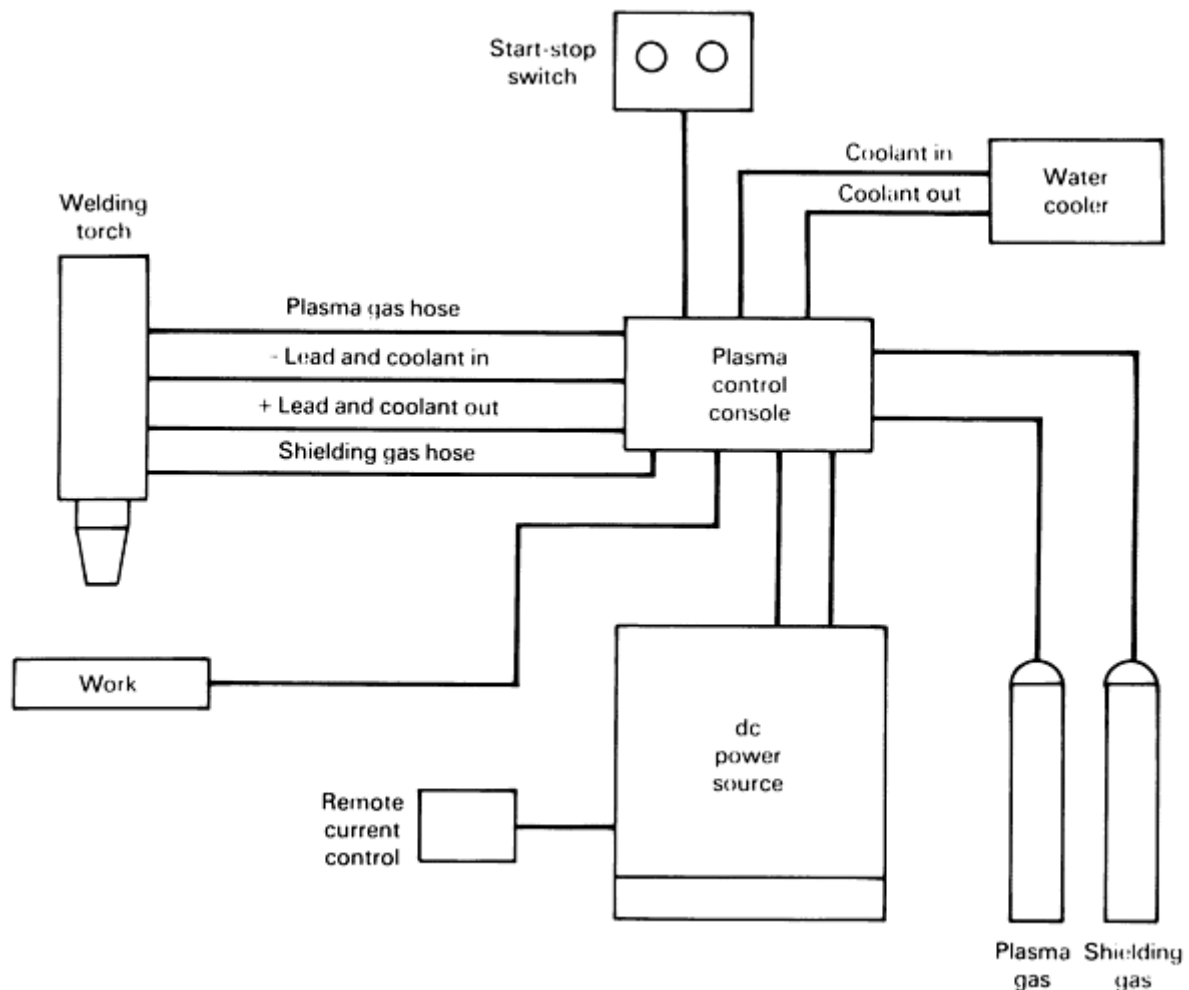 Start-stop
switch
Coolant in
Coolant out
Water
cooler
Welding
torch
Plasma gas hose
- Lead and coolant in
+ Lead and coolant out
Shielding gas hose
Plasma
control
console
Work
dc
power
source
Remote
current
control
Plasma
gas
Shielding
gas